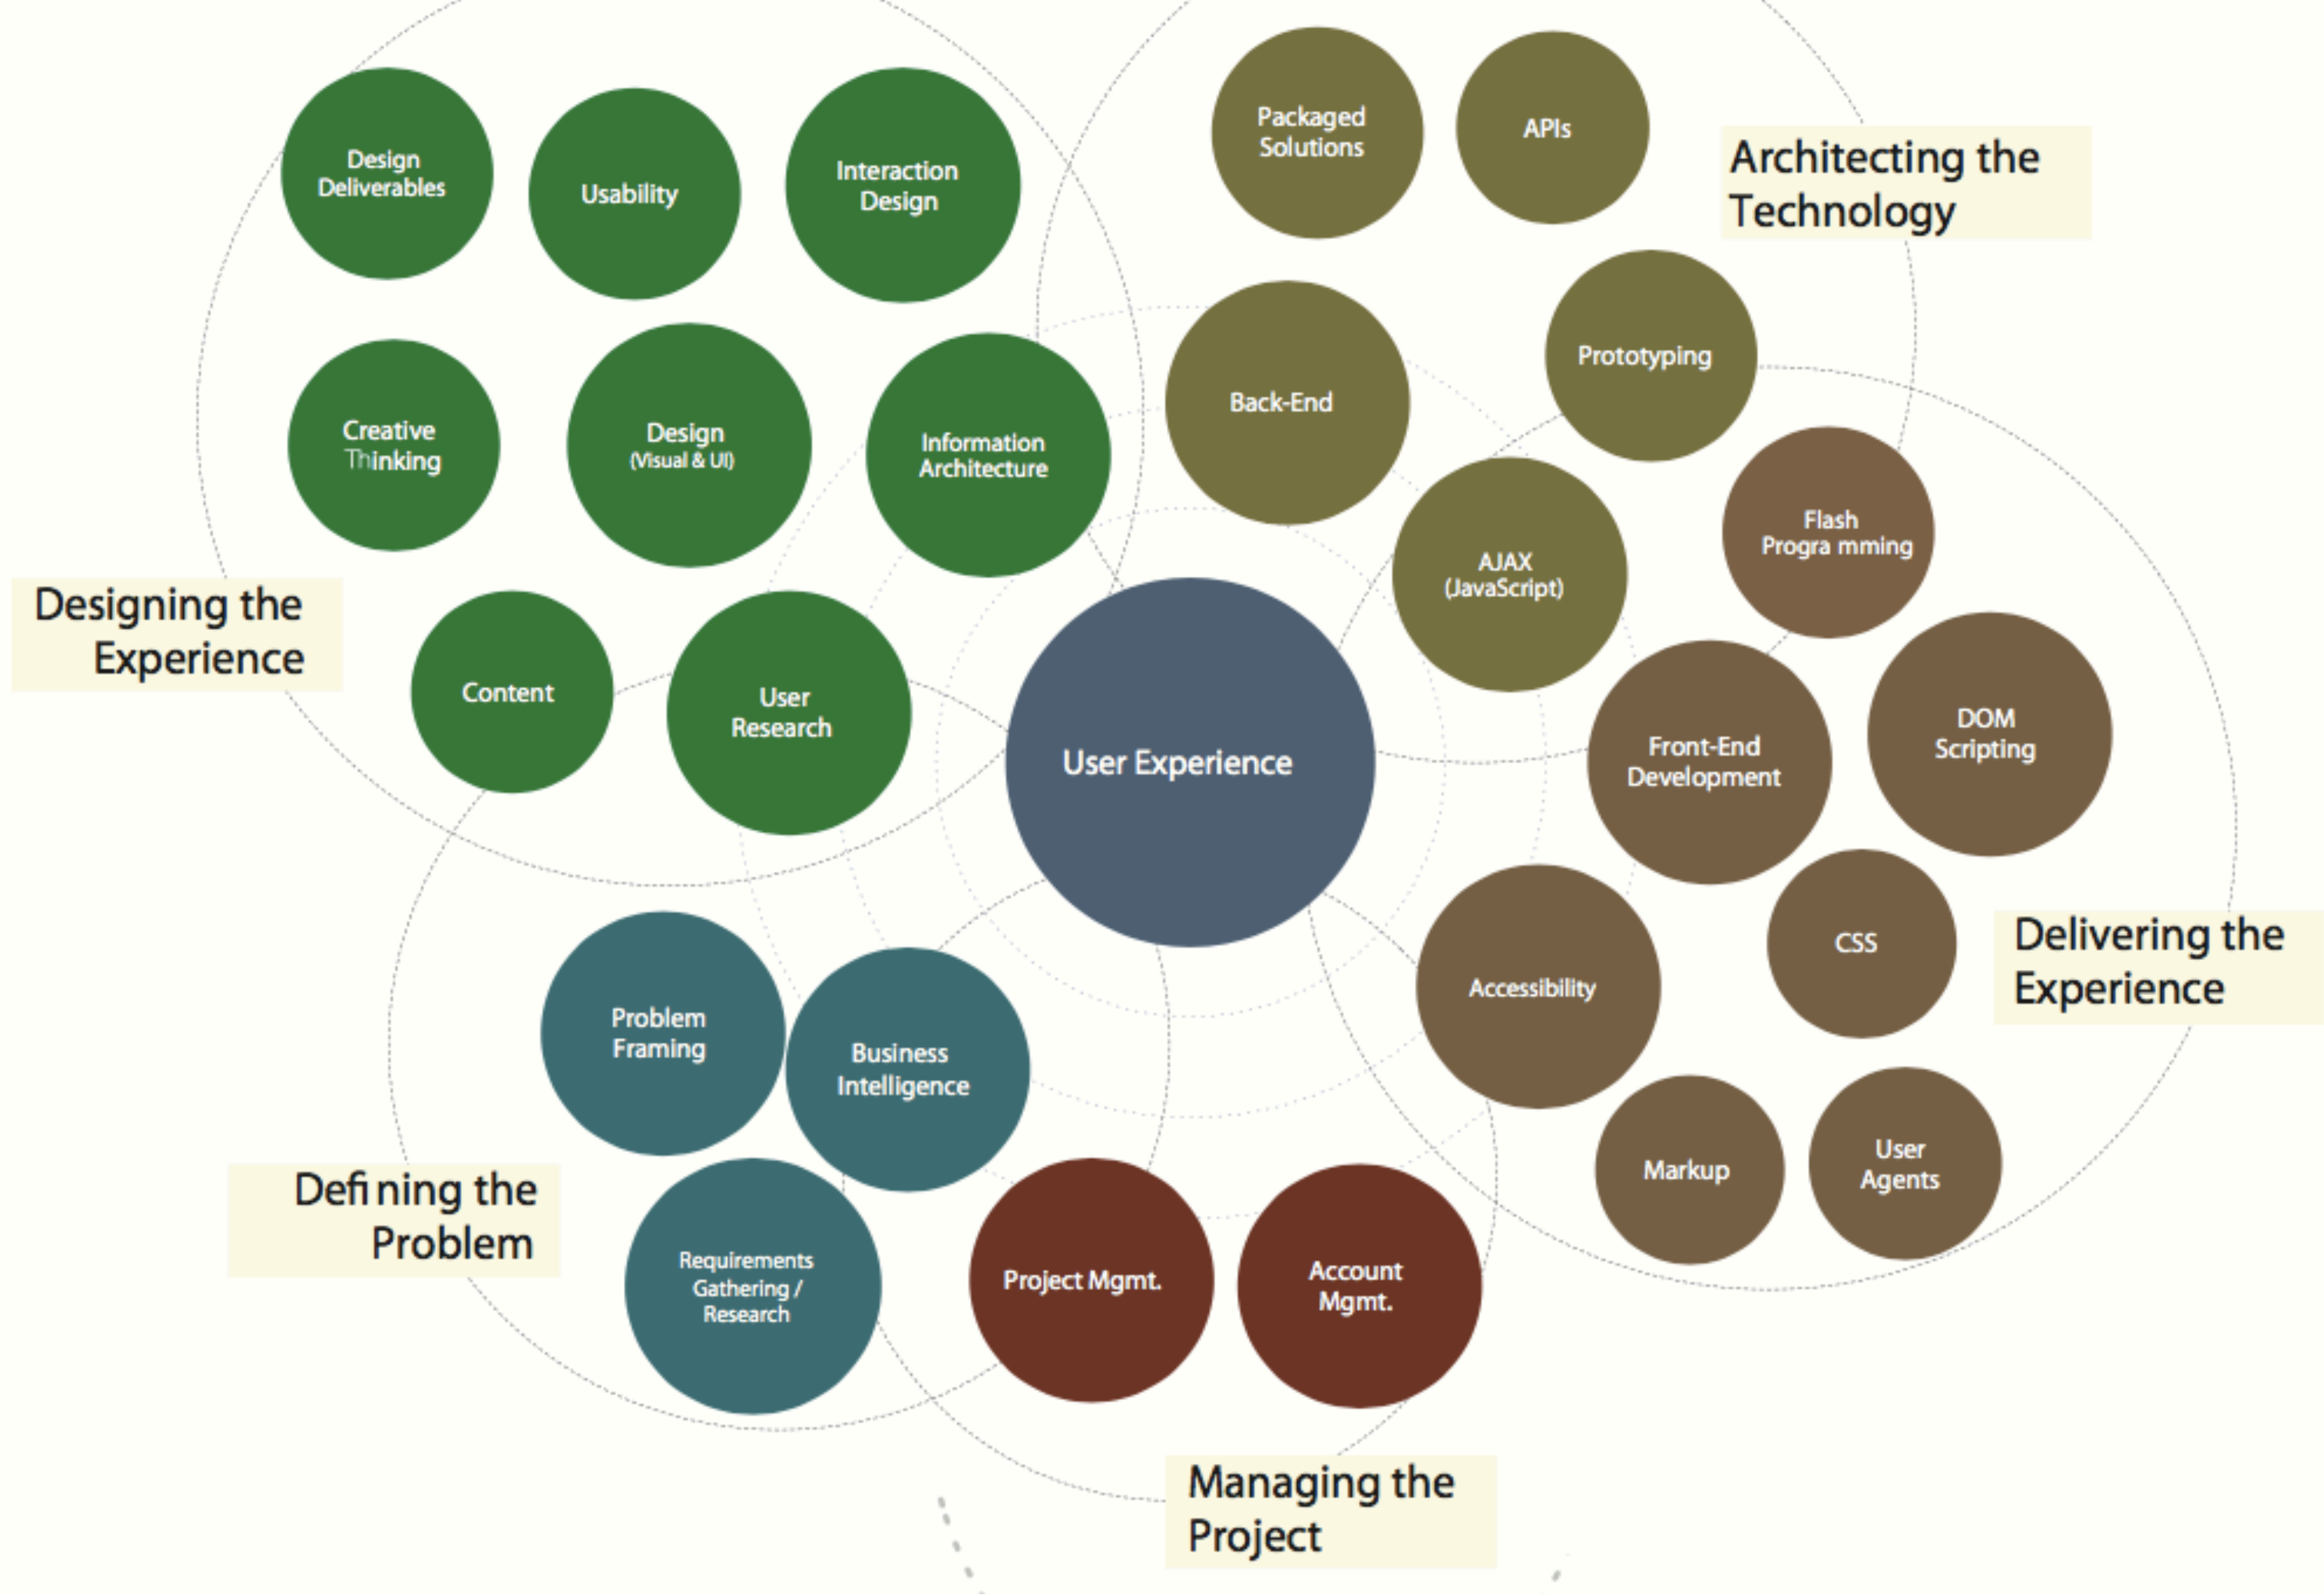 Design
Deliverables
Usability
Interaction
Design
Packaged
Solutions
APIs
Architecting the
Technology
Creative
Thinking
Design
(Visual & UI)
Information
Architecture
Back-End
Prototyping
AJAX
(JavaScript)
Flash
Progra mming
Designing the
Experience
Content
User
Research
User Experience
Front-End
Development
DOM
Scripting
Problem
Framing
Business
Intelligence
Accessibility
CSS
Delivering the
Experience
Defining the
Problem
Requirements
Gathering /
Research
Project Mgmt.
Account
Mgmt.
Markup
User
Agents
Managing the
Project